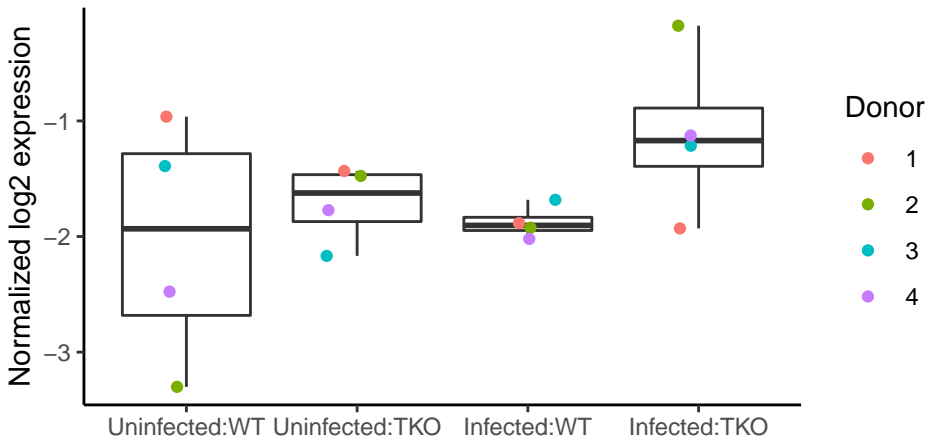 Normalized log2 expression
−1
−2
−3
Uninfected:WT
Uninfected:TKO
Infected:WT
Infected:TKO
Donor
1
2
3
4